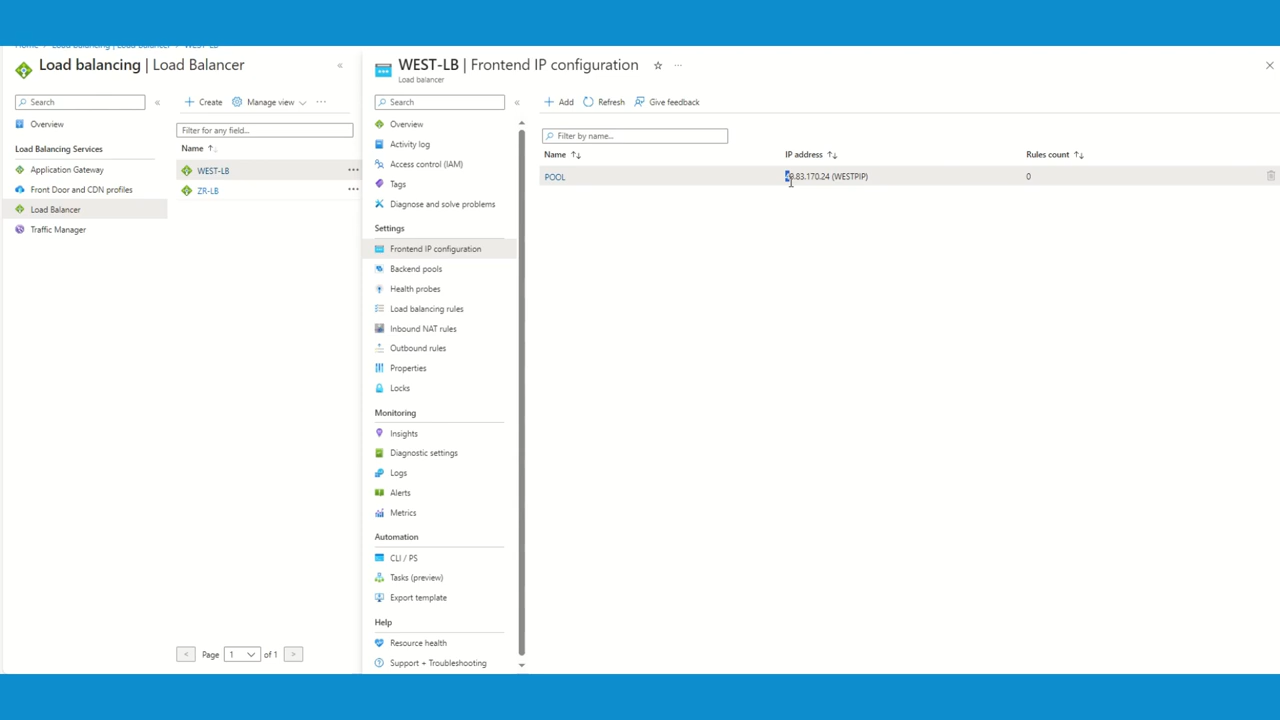 Load balancing | Load Balancer
Search
Overview
Load Balancing Services
Application Gateway
Front Door and CDN profiles
Load Balancer
Traffic Manager
Create
Manage view
Filter for any field...
Name
WEST-LB
ZR-LB
Page 1 of 1
WEST-LB | Frontend IP configuration
Load balancer
Search
Overview
Activity log
Access control (IAM)
Tags
Diagnose and solve problems
Settings
Frontend IP configuration
Backend pools
Health probes
Load balancing rules
Inbound NAT rules
Outbound rules
Properties
Locks
Monitoring
Insights
Diagnostic settings
Logs
Alerts
Metrics
Automation
CLI / PS
Tasks (preview)
Export template
Help
Resource health
Support + Troubleshooting
Add Refresh Give feedback
Filter by name...
Name IP address Rules count
POOL (WESTPIP) 0